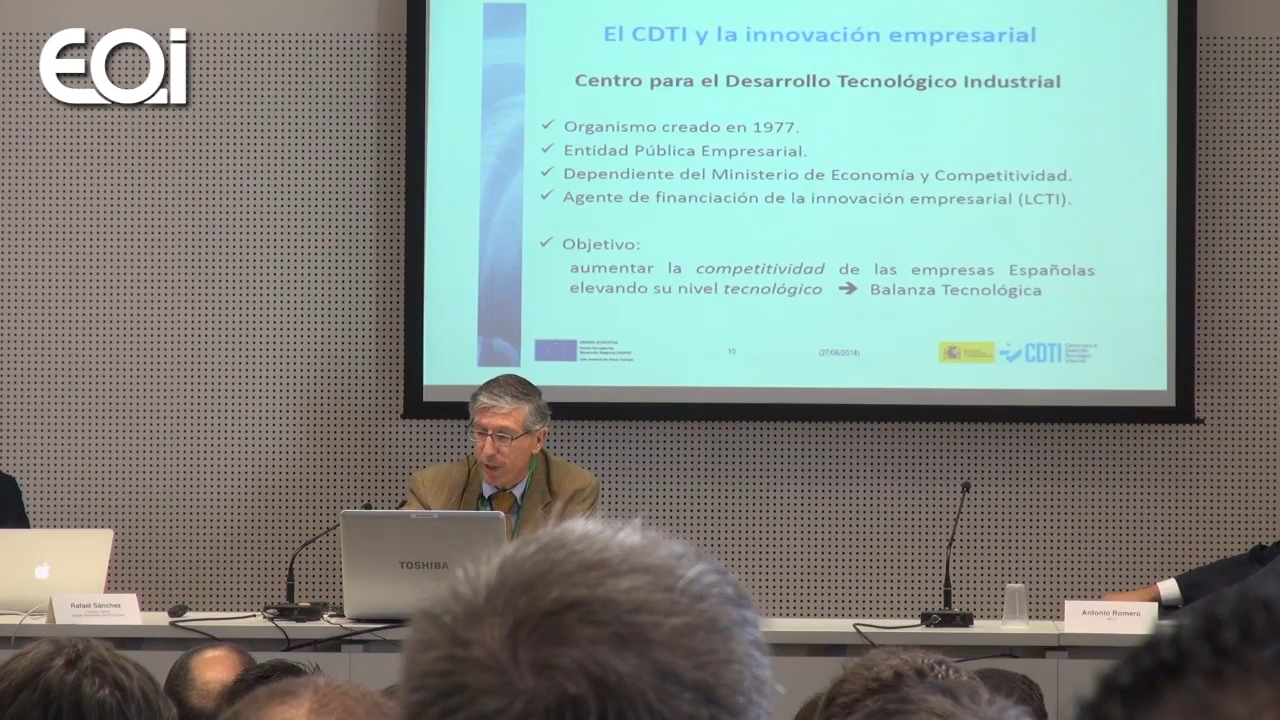 EOi
El CDTI y la innovación empresarial
Centro para el Desarrollo Tecnológico Industrial
✓ Organismo creado en 1977.
✓ Entidad Pública Empresarial.
✓ Dependiente del Ministerio de Economía y Competitividad.
✓ Agente de financiación de la innovación empresarial (LCTI).
✓ Objetivo:
aumentar la competitividad de las empresas Españolas
elevando su nivel tecnológico ➔ Balanza Tecnológica
UNIÓN EUROPEA
10
(27/06/2014)
CDTI
TOSHIBA
Rafael Sánchez
Antonio Romero